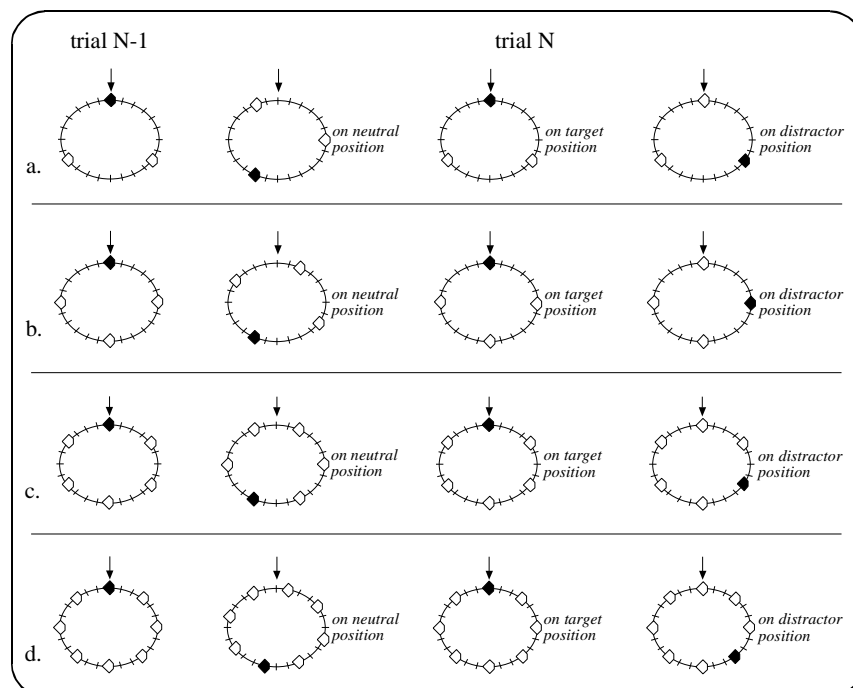 trial N-1 trial N
a.
on neutral
position
on target
position
on distractor
position
b.
on neutral
position
on target
position
on distractor
position
c.
on neutral
position
on target
position
on distractor
position
d.
on neutral
position
on target
position
on distractor
position